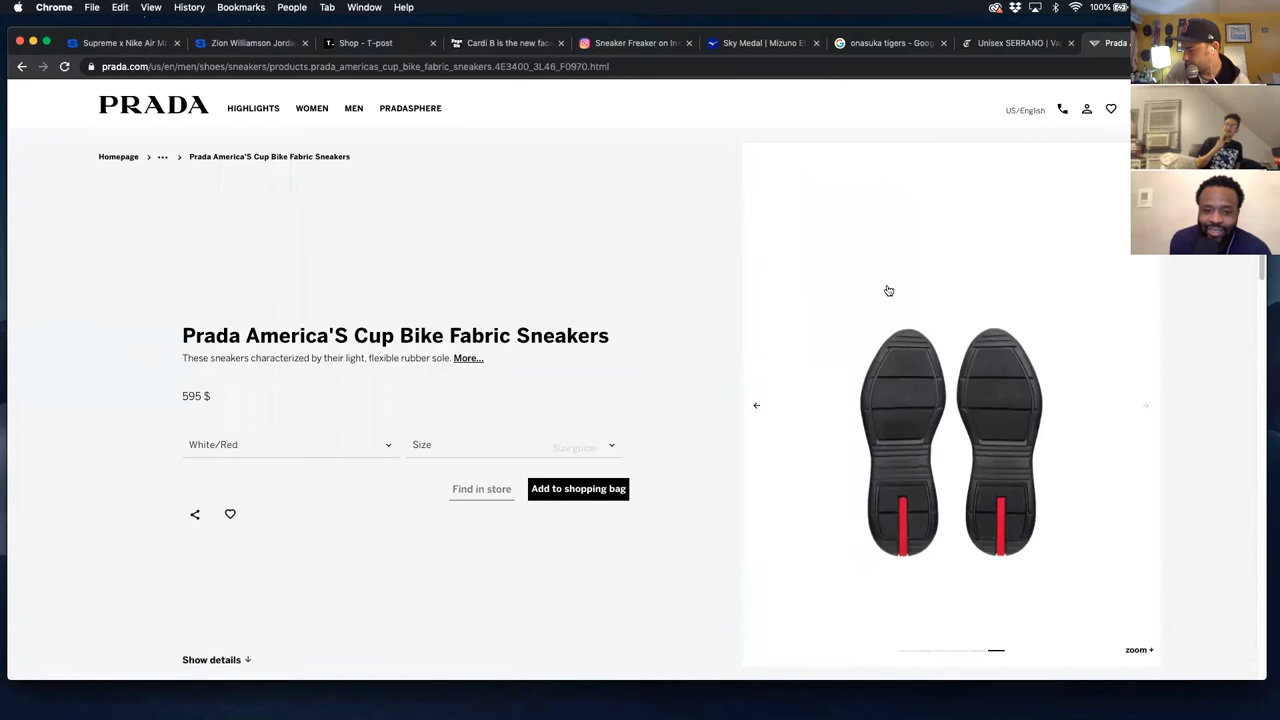 Chrome File Edit View History Bookmarks People Tab Window Help 100%
Supreme x Nike Air M Zion Williamson Jorda Shop - T-post Cardi B is the new fac Sneaker Freaker on Ins Sky Medal | Mizuno onasuka tigers - Goog Unisex SERRANO | Va Prada A
prada.com/us/en/men/shoes/sneakers/products.prada_americas_cup_bike_fabric_sneakers.4E3400_3L46_F0970.html
PRADA HIGHLIGHTS WOMEN MEN PRADASPHERE US/English
Homepage > ... > Prada America'S Cup Bike Fabric Sneakers
Prada America'S Cup Bike Fabric Sneakers
These sneakers characterized by their light, flexible rubber sole. More...
595 $
White/Red Size Size guide
Find in store Add to shopping bag
Show details
zoom +